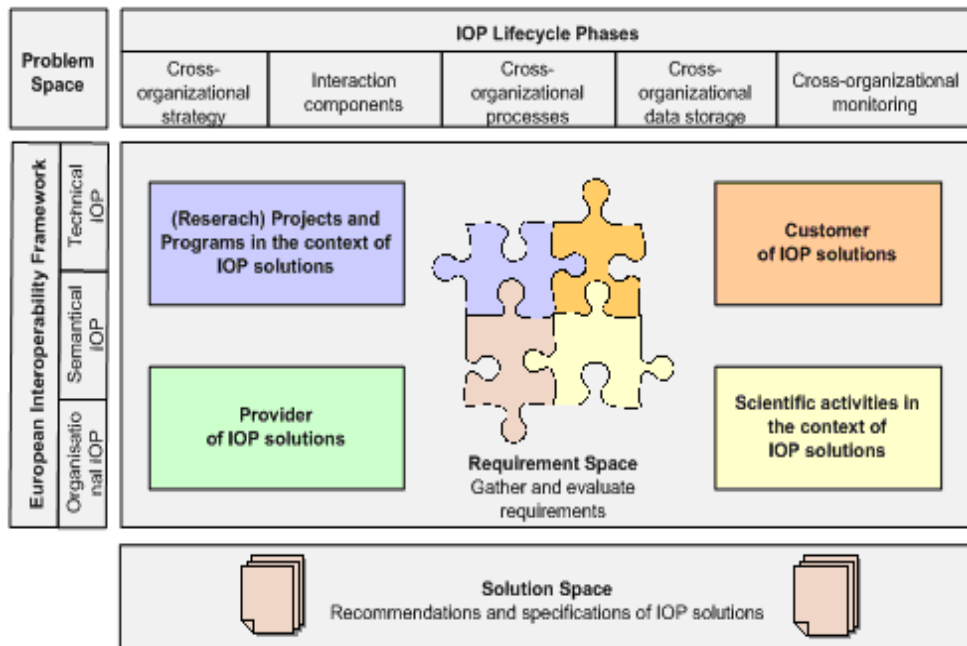 Problem
Space
IOP Lifecycle Phases
Cross-
organizational
strategy
Interaction
components
Cross-
organizational
processes
Cross-
organizational
data storage
Cross-organizational
monitoring
European Interoperability Framework
Technical
IOP
Semantical
IOP
Organisatio
nal IOP
(Reserach) Projects and
Programs in the context of
IOP solutions
Customer
of IOP solutions
Provider
of IOP solutions
Scientific activities in
the context of
IOP solutions
Requirement Space
Gather and evaluate
requirements
Solution Space
Recommendations and specifications of IOP solutions